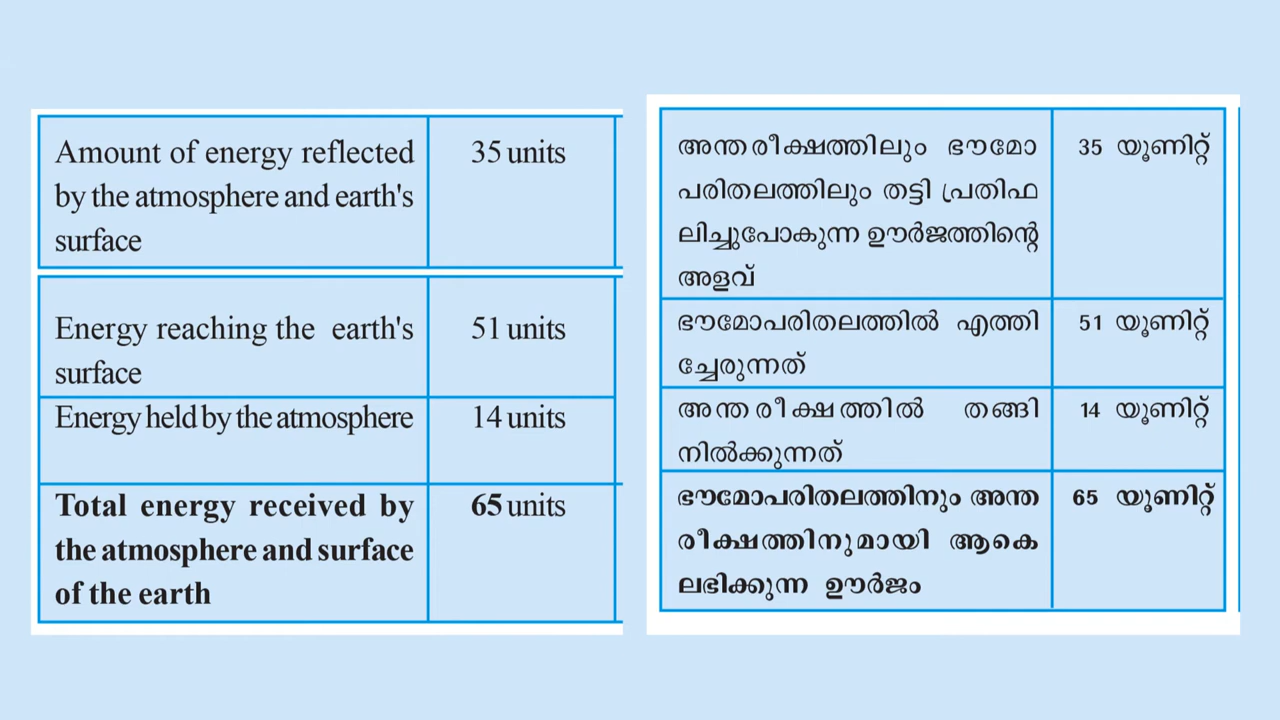 Amount of energy reflected 35 units
by the atmosphere and earth's
surface
Energy reaching the earth's 51 units
surface
Energy held by the atmosphere 14 units
Total energy received by 65 units
the atmosphere and surface
of the earth
അന്തരീക്ഷത്തിലും ഭൗമോ 35 യൂണിറ്റ്
പരിതലത്തിലും തട്ടി പ്രതിഫ
ലിച്ചുപോകുന്ന ഊർജത്തിന്റെ
അളവ്
ഭൗമോപരിതലത്തിൽ എത്തി 51 യൂണിറ്റ്
ച്ചേരുന്നത്
അന്തരീക്ഷത്തിൽ തങ്ങി 14 യൂണിറ്റ്
നിൽക്കുന്നത്
ഭൗമോപരിതലത്തിനും അന്ത 65 യൂണിറ്റ്
രീക്ഷത്തിനുമായി ആകെ
ലഭിക്കുന്ന ഊർജം